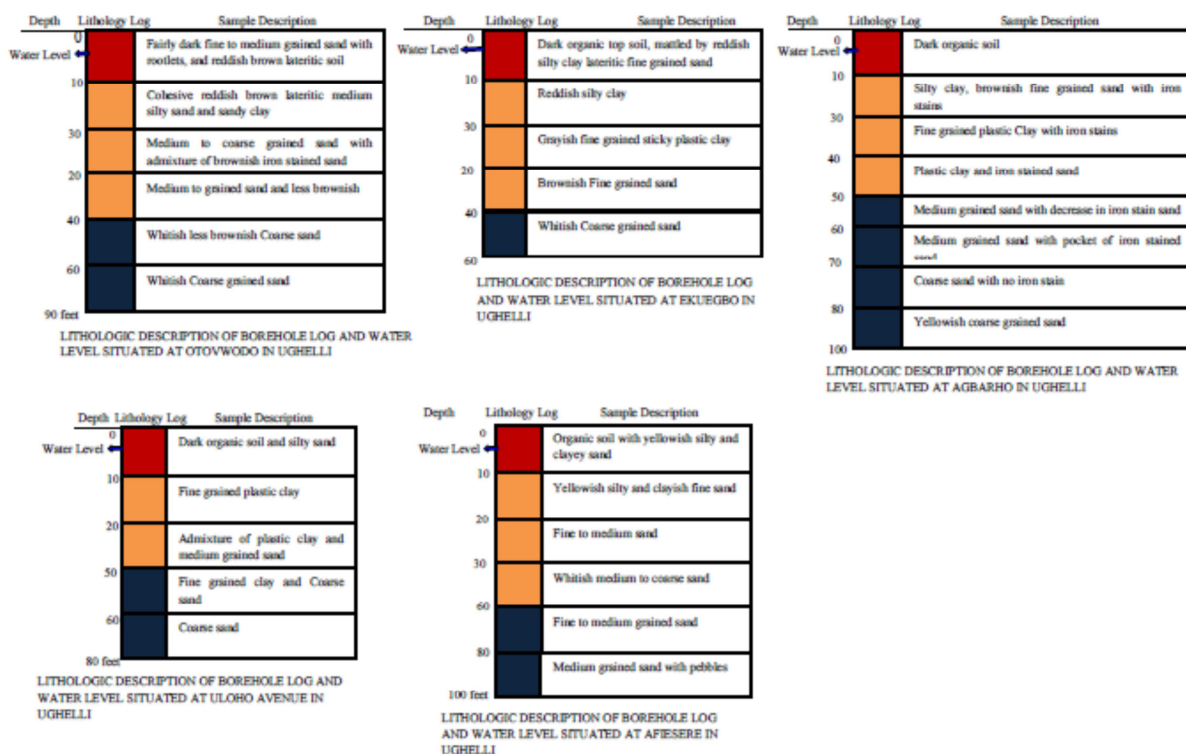 Depth Lithology Log Sample Description
0
Water Level
Fairly dark fine to medium grained sand with
rootlets, and reddish brown lateritic soil
10
Cohesive reddish brown lateritic medium
silty sand and sandy clay
30
Medium to coarse grained sand with
admixture of brownish iron stained sand
20
Medium to grained sand and less brownish
40
Whitish less brownish Coarse sand
60
Whitish Coarse grained sand
90 feet
LITHOLOGIC DESCRIPTION OF BOREHOLE LOG AND WATER
LEVEL SITUATED AT OTOVWODO IN UGHELLI
Depth Lithology Log Sample Description
0
Water Level
Dark organic top soil, mattled by reddish
silty clay lateritic fine grained sand
10
Reddish silty clay
30
Grayish fine grained sticky plastic clay
20
Brownish Fine grained sand
40
Whitish Coarse grained sand
60
LITHOLOGIC DESCRIPTION OF BOREHOLE LOG
AND WATER LEVEL SITUATED AT EKUEGBO IN
UGHELLI
Depth Lithology Log Sample Description
0
Water Level
Dark organic soil
10
Silty clay, brownish fine grained sand with iron
stains
30
Fine grained plastic Clay with iron stains
40
Plastic clay and iron stained sand
50
Medium grained sand with decrease in iron stain sand
60
Medium grained sand with pocket of iron stained
sand
70
Coarse sand with no iron stain
80
Yellowish coarse grained sand
100
LITHOLOGIC DESCRIPTION OF BOREHOLE LOG AND WATER
LEVEL SITUATED AT AGBARHO IN UGHELLI
Depth Lithology Log Sample Description
0
Water Level
Dark organic soil and silty sand
10
Fine grained plastic clay
20
Admixture of plastic clay and
medium grained sand
50
Fine grained clay and Coarse
sand
60
Coarse sand
80 feet
LITHOLOGIC DESCRIPTION OF BOREHOLE LOG AND
WATER LEVEL SITUATED AT ULOHO AVENUE IN
UGHELLI
Depth Lithology Log Sample Description
0
Water Level
Organic soil with yellowish silty and
clayey sand
10
Yellowish silty and clayish fine sand
20
Fine to medium sand
30
Whitish medium to coarse sand
60
Fine to medium grained sand
80
Medium grained sand with pebbles
100 feet
LITHOLOGIC DESCRIPTION OF BOREHOLE LOG
AND WATER LEVEL SITUATED AT AFIESERE IN
UGHELLI